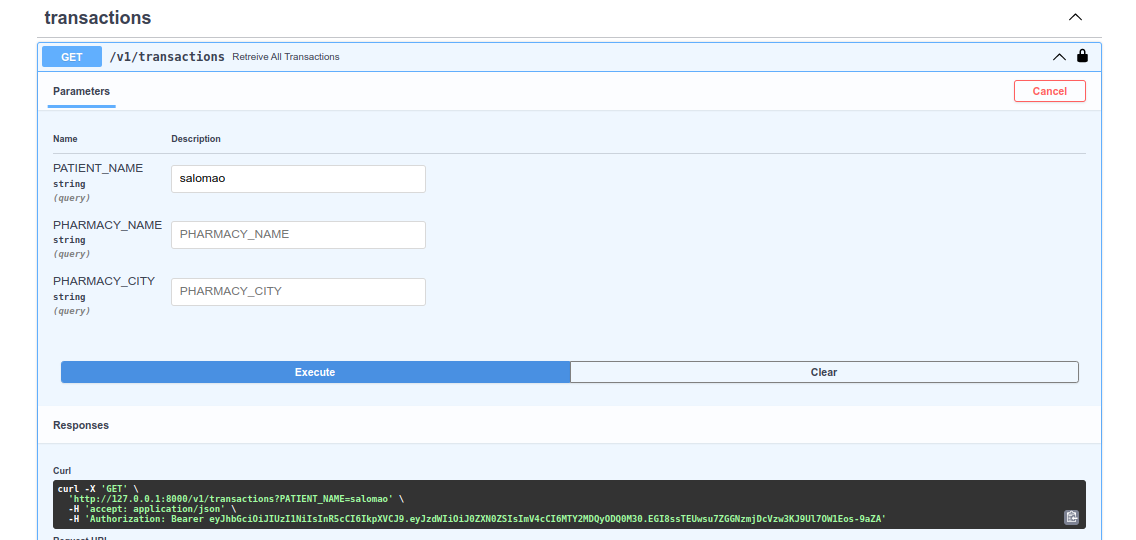 transactions
GET /v1/transactions Retreive All Transactions
Parameters
Cancel
Name Description
PATIENT_NAME
string
(query)
salomao
PHARMACY_NAME
string
(query)
PHARMACY_NAME
PHARMACY_CITY
string
(query)
PHARMACY_CITY
Execute Clear
Responses
Curl
curl -X 'GET' \
'http://127.0.0.1:8000/v1/transactions?PATIENT_NAME=salomao' \
-H 'accept: application/json' \
-H 'Authorization: Bearer eyJhbGciOiJIUzI1NiIsInR5cCI6IkpXVCJ9.eyJzdWIiOiJ0ZXN0ZSIsImV4cCI6MTY2MDQyODQ0M30.EGI8ssTEUwsu7ZGGNzmjDcVzw3KJ9Ul7OW1Eos-9aZA'
Request URL